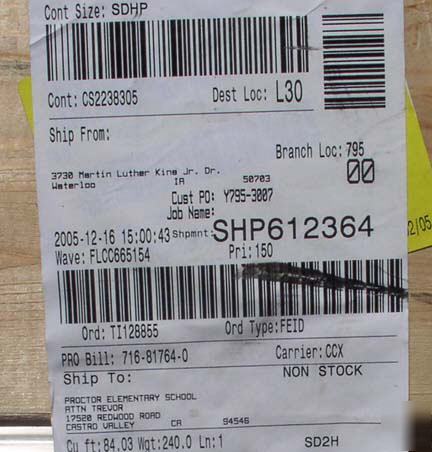 Cont Size: SDHP
Cont: CS2238305 Dest Loc: L30
Ship From:
Branch Loc: 795
00
3730 Martin Luther King Jr. Dr.
Waterloo IA 50703
Cust PO: Y795-3007
Job Name:
2005-12-16 15:00:43 Shpmnt: SHP612364
Wave: FLCC665154 Pri: 150
Ord: TI128855 Ord Type: FEID
PRO Bill: 716-81764-0 Carier: CCX
Ship To: NON STOCK
PROCTOR ELEMENTARY SCHOOL
ATTN TREVOR
17520 REDWOOD ROAD
CASTRO VALLEY CA 94546
Cu ft: 84.03 Wgt: 240.0 Ln: 1 SD2H
2/05